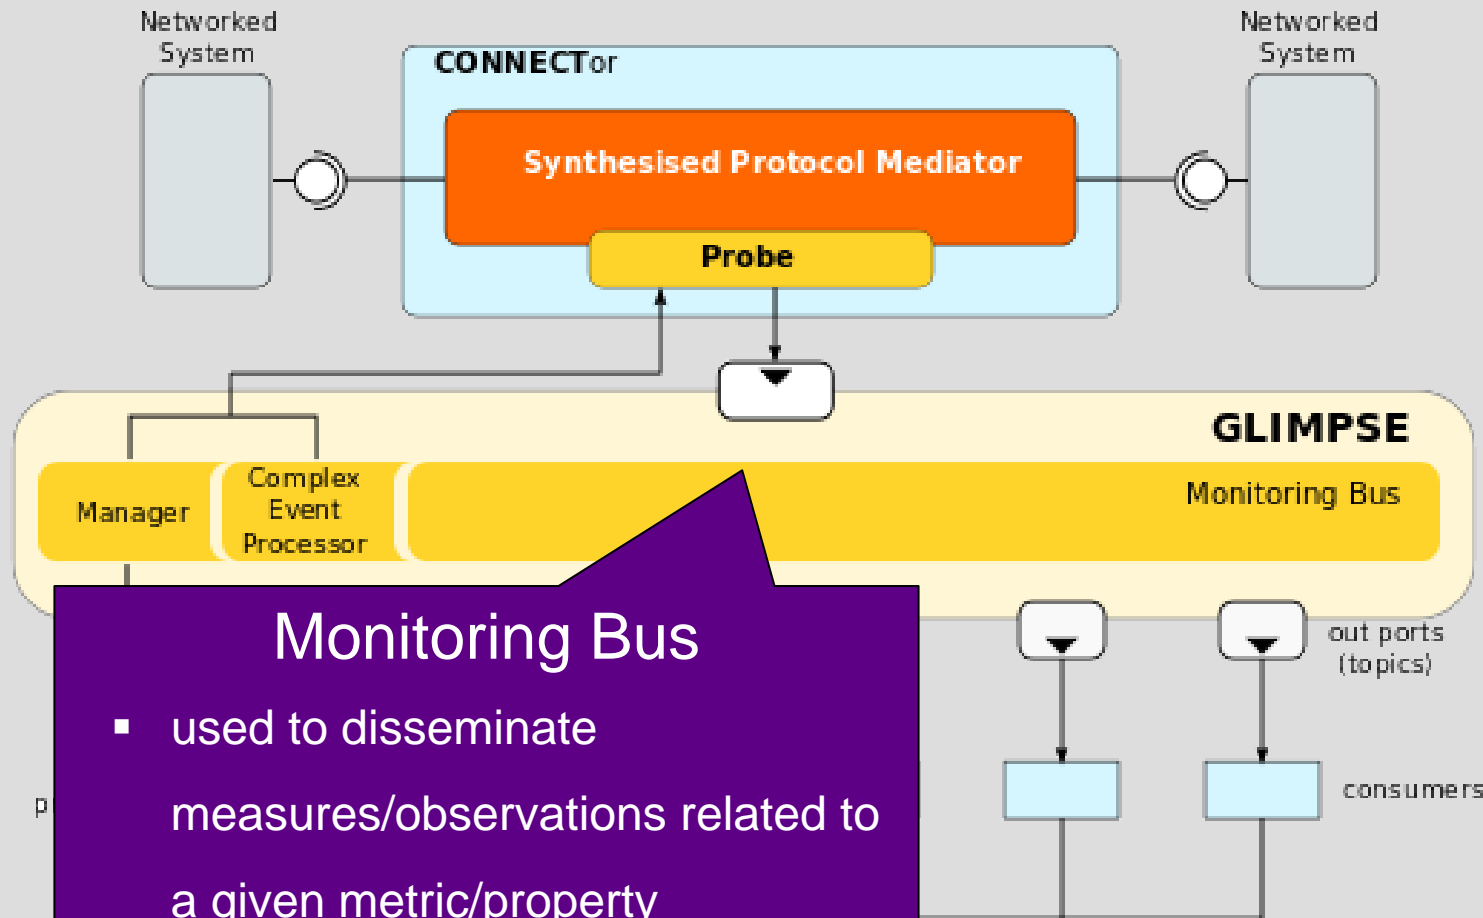 Networked
System
Networked
System
CONNECTor
Synthesised Protocol Mediator
Probe
GLIMPSE
Manager
Complex
Event
Processor
Monitoring Bus
Monitoring Bus
▪ used to disseminate
measures/observations related to
a given metric/property
out ports
(topics)
consumers
p